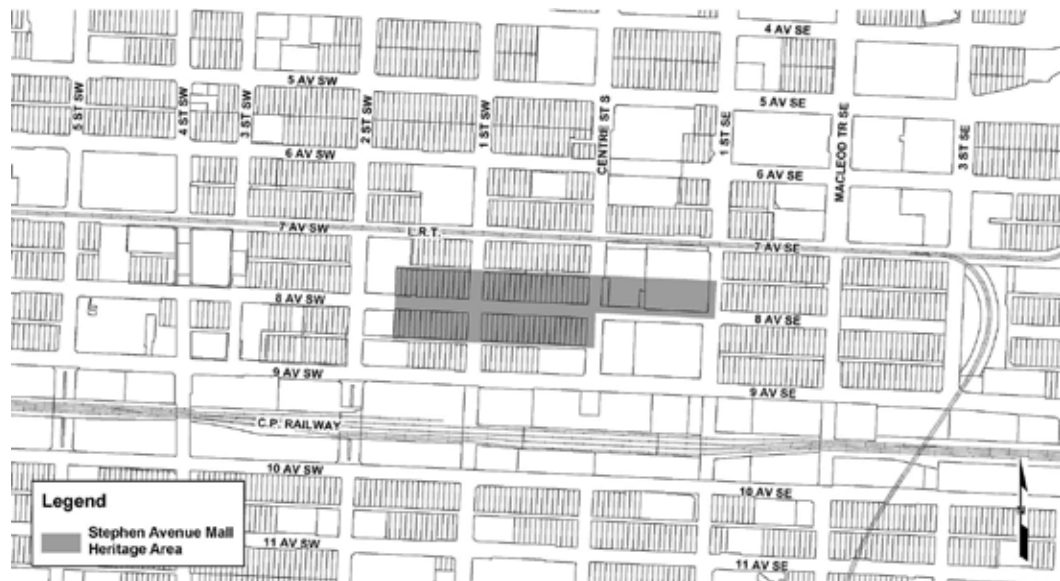 4 AV SE
5 AV SW
5 AV SE
5 ST SW
4 ST SW
3 ST SW
2 ST SW
1 ST SW
CENTRE ST S
1 ST SE
MACLEOD TR SE
3 ST SE
6 AV SW
6 AV SE
7 AV SW
L.R.T.
7 AV SE
8 AV SW
8 AV SE
9 AV SW
9 AV SE
C.P. RAILWAY
10 AV SW
10 AV SE
Legend
Stephen Avenue Mall
Heritage Area
11 AV SW
11 AV SE